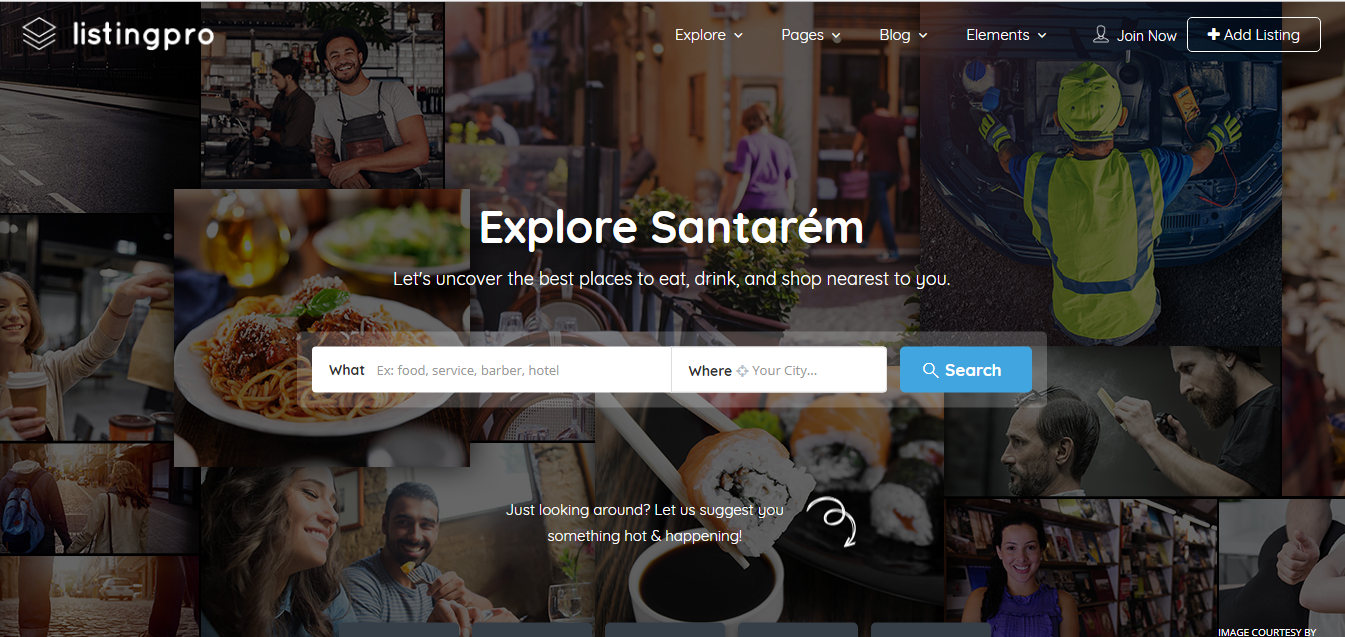 listingpro
Explore Pages Blog Elements Join Now Add Listing
Explore Santarém
Let's uncover the best places to eat, drink, and shop nearest to you.
What Ex: food, service, barber, hotel Where Your City... Search
Just looking around? Let us suggest you
something hot & happening!
IMAGE COURTESY BY